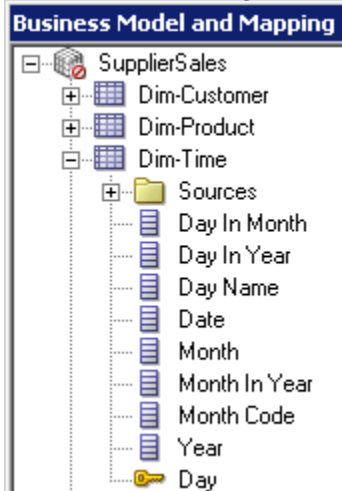 Business Model and Mapping
SupplierSales
Dim-Customer
Dim-Product
Dim-Time
Sources
Day In Month
Day In Year
Day Name
Date
Month
Month In Year
Month Code
Year
Day